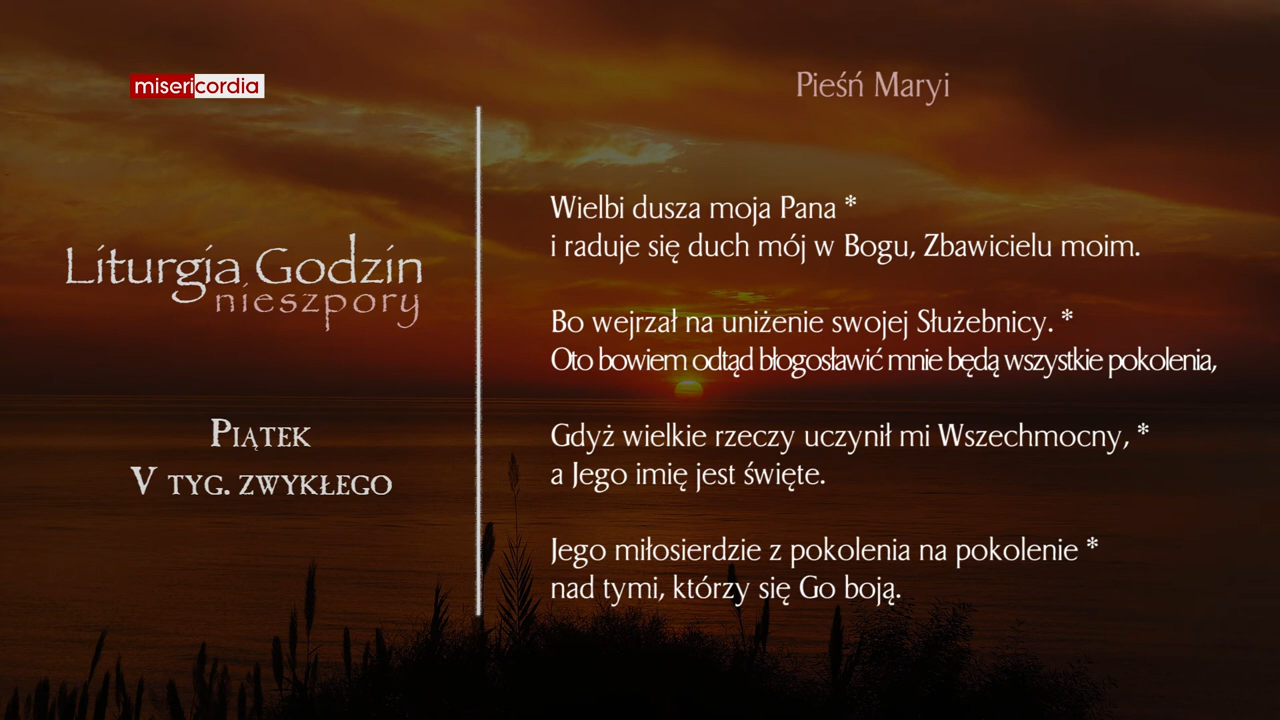 misericordia
Pieśń Maryi
Liturgia Godzin
nieszpory
Piątek
V tyg. zwykłego
Wielbi dusza moja Pana *
i raduje się duch mój w Bogu, Zbawicielu moim.
Bo wejrzał na uniżenie swojej Służebnicy. *
Oto bowiem odtąd błogosławić mnie będą wszystkie pokolenia,
Gdyż wielkie rzeczy uczynił mi Wszechmocny, *
a Jego imię jest święte.
Jego miłosierdzie z pokolenia na pokolenie *
nad tymi, którzy się Go boją.